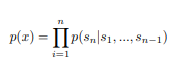 p(x) = ∏_{i=1}^{n} p(s_n|s_1, ..., s_{n−1})